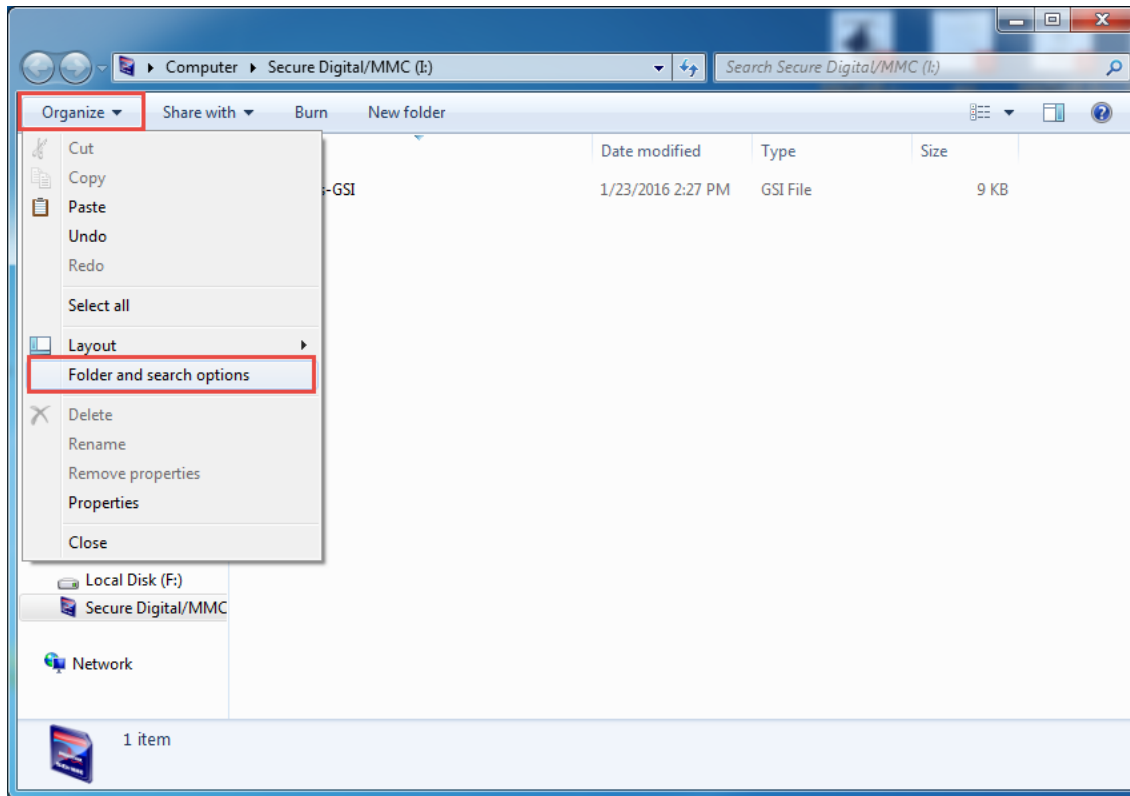 Computer Secure Digital/MMC (I:)
Search Secure Digital/MMC (I:)
Organize Share with Burn New folder
Cut
Copy
Paste
Undo
Redo
Select all
Layout
Folder and search options
Delete
Rename
Remove properties
Properties
Close
Date modified Type Size
s-GSI 1/23/2016 2:27 PM GSI File 9 KB
Local Disk (F:)
Secure Digital/MMC
Network
1 item